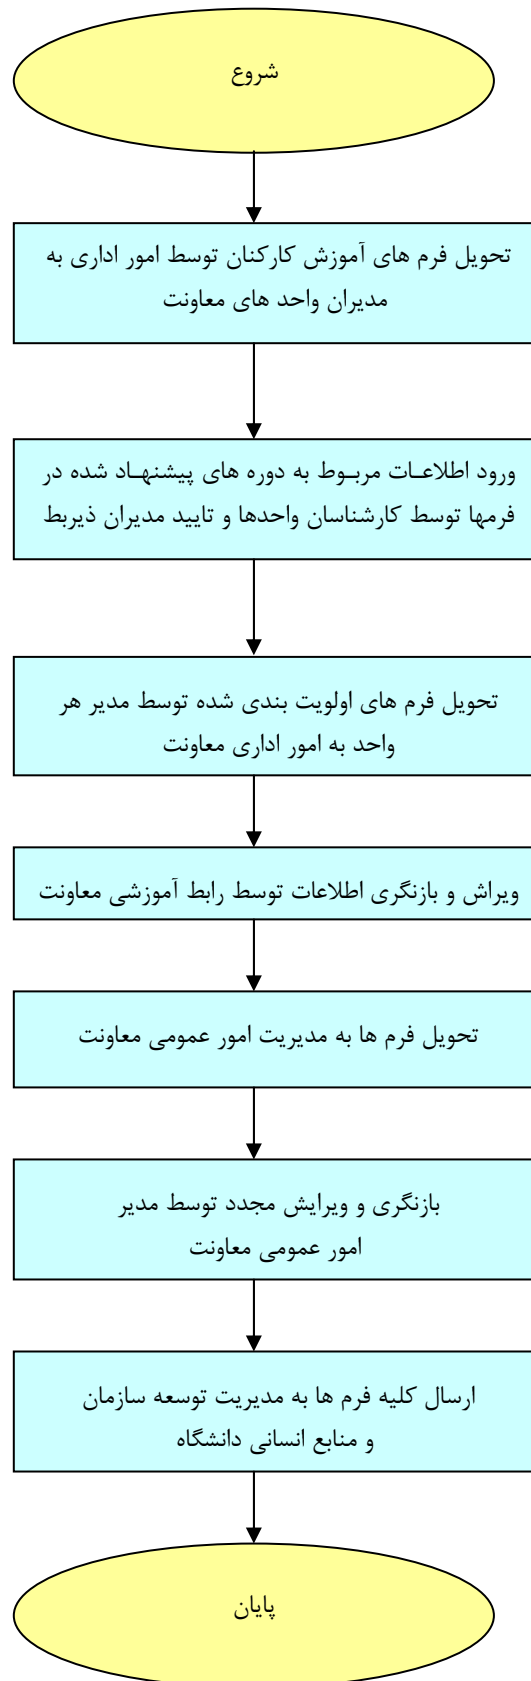 شروع
تحویل فرم های آموزش کارکنان توسط امور اداری به
مدیران واحد های معاونت
ورود اطلاعات مربوط به دوره های پیشنهاد شده در
فرمها توسط کارشناسان واحدها و تایید مدیران ذیربط
تحویل فرم های اولویت بندی شده توسط مدیر هر
واحد به امور اداری معاونت
ویراش و بازنگری اطلاعات توسط رابط آموزشی معاونت
تحویل فرم ها به مدیریت امور عمومی معاونت
بازنگری و ویرایش مجدد توسط مدیر
امور عمومی معاونت
ارسال کلیه فرم ها به مدیریت توسعه سازمان
و منابع انسانی دانشگاه
پایان